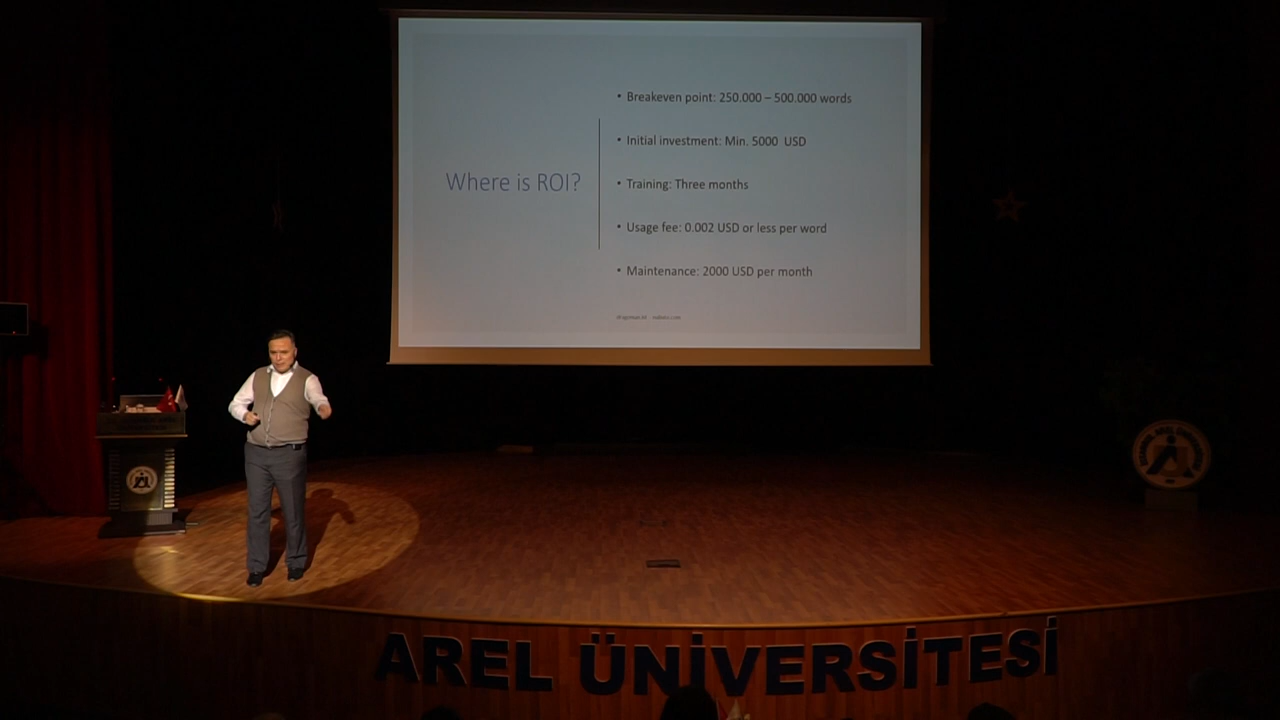 Where is ROI?
• Breakeven point: 250.000 – 500.000 words
• Initial investment: Min. 5000 USD
• Training: Three months
• Usage fee: 0.002 USD or less per word
• Maintenance: 2000 USD per month
AREL ÜNİVERSİTESİ